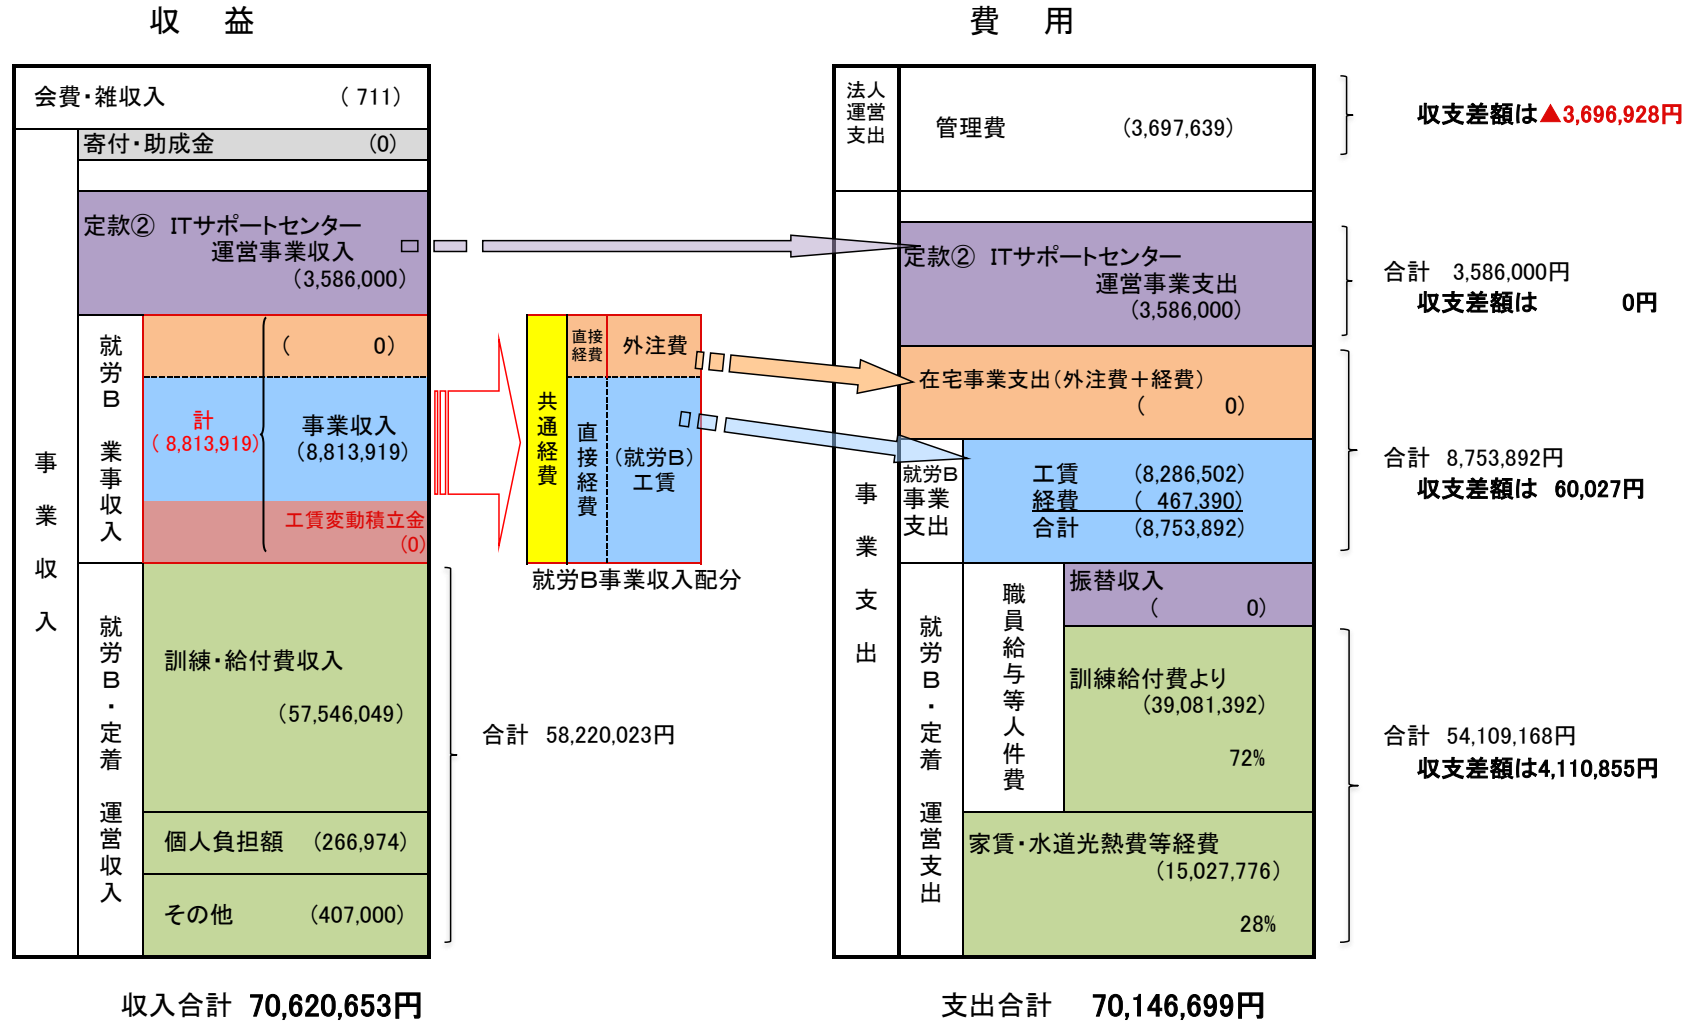 収　益
会費・雑収入　( 711)
寄付・助成金　(0)
定款②　ITサポートセンター
運営事業収入
(3,586,000)
事業収入
就労B　業事収入
(　0)
計
( 8,813,919)
事業収入
(8,813,919)
工賃変動積立金
(0)
就労B・定着　運営収入
訓練・給付費収入
(57,546,049)
個人負担額　(266,974)
その他　(407,000)
合計　58,220,023円
収入合計　70,620,653円
共通経費
直接
経費
外注費
直接経費
(就労B)
工賃
就労B事業収入配分
費　用
法人
運営
支出
管理費　(3,697,639)
収支差額は▲3,696,928円
事業支出
定款②　ITサポートセンター
運営事業支出
(3,586,000)
合計　3,586,000円
収支差額は　0円
在宅事業支出(外注費+経費)
(　0)
就労B
事業
支出
工賃　(8,286,502)
経費　( 467,390)
合計　(8,753,892)
合計　8,753,892円
収支差額は　60,027円
就労B・定着　運営支出
職員給与等人件費
振替収入
(　0)
訓練給付費より
(39,081,392)
72%
家賃・水道光熱費等経費
(15,027,776)
28%
合計　54,109,168円
収支差額は4,110,855円
支出合計　70,146,699円